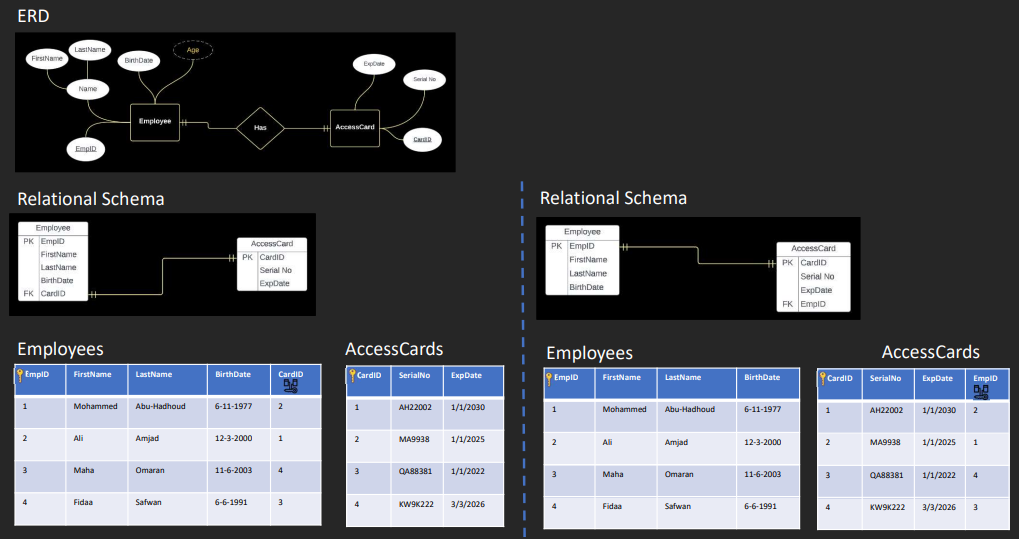 ERD
LastName
Age
FirstName
BirthDate
ExpDate
Serial No
Name
Employee
Has
AccessCard
EmpID
CardID
Relational Schema
Employee
PK EmpID
FirstName
LastName
BirthDate
FK CardID
AccessCard
PK CardID
Serial No
ExpDate
Relational Schema
Employee
PK EmpID
FirstName
LastName
BirthDate
AccessCard
PK CardID
Serial No
ExpDate
FK EmpID
Employees
EmpID FirstName LastName BirthDate CardID
1 Mohammed Abu-Hadhoud 6-11-1977 2
2 Ali Amjad 12-3-2000 1
3 Maha Omaran 11-6-2003 4
4 Fidaa Safwan 6-6-1991 3
AccessCards
CardID SerialNo ExpDate
1 AH22002 1/1/2030
2 MA9938 1/1/2025
3 QA88381 1/1/2022
4 KW9K222 3/3/2026
Employees
EmpID FirstName LastName BirthDate
1 Mohammed Abu-Hadhoud 6-11-1977
2 Ali Amjad 12-3-2000
3 Maha Omaran 11-6-2003
4 Fidaa Safwan 6-6-1991
AccessCards
CardID SerialNo ExpDate EmpID
1 AH22002 1/1/2030 2
2 MA9938 1/1/2025 1
3 QA88381 1/1/2022 4
4 KW9K222 3/3/2026 3